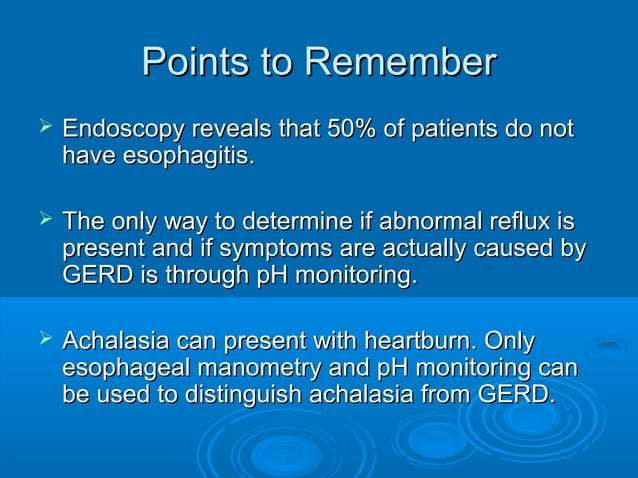 Points to Remember
Endoscopy reveals that 50% of patients do not
have esophagitis.
The only way to determine if abnormal reflux is
present and if symptoms are actually caused by
GERD is through pH monitoring.
Achalasia can present with heartburn. Only
esophageal manometry and pH monitoring can
be used to distinguish achalasia from GERD.